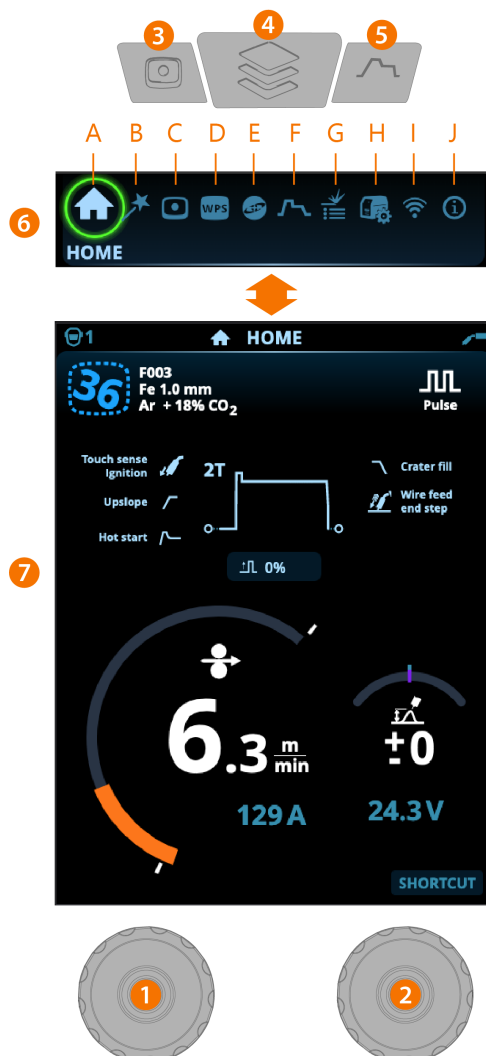 4
3
5
A B C D E F G H I J
WPS
6
HOME
1 HOME
36
F003
Fe 1.0 mm
Ar + 18% CO2
Pulse
Touch sense
Ignition
2T
Upslope
Hot start
Crater fill
Wire feed
end step
7
0%
6.3 m/min
±0
129 A
24.3 V
SHORTCUT
1 2